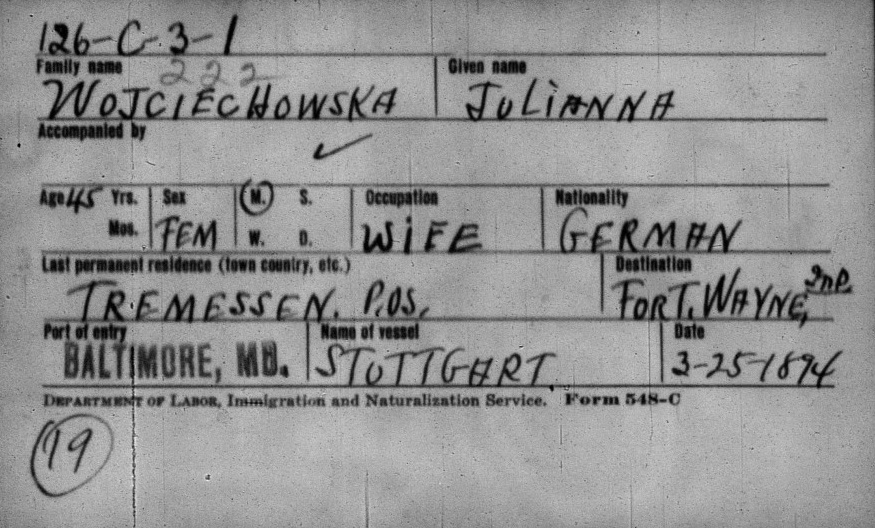 126-C-3-1
Family name 222 Given name
WOJCIECHOWSKA JULIANNA
Accompanied by
✓
Age 45 Yrs. Sex M. S. Occupation Nationality
Mos. FEM W. D. WIFE GERMAN
Last permanent residence (town country, etc.) Destination
TREMESSEN. POS. FORT. WAYNE, IND.
Port of entry Name of vessel Date
BALTIMORE, MD. STUTTGART 3-25-1894
DEPARTMENT OF LABOR, Immigration and Naturalization Service. Form 548-C
19